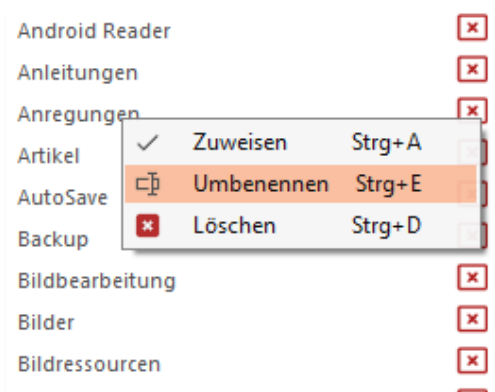 Android Reader
Anleitungen
Anregungen
Artikel
Zuweisen Strg+A
AutoSave
Umbenennen Strg+E
Backup
Löschen Strg+D
Bildbearbeitung
Bilder
Bildressourcen